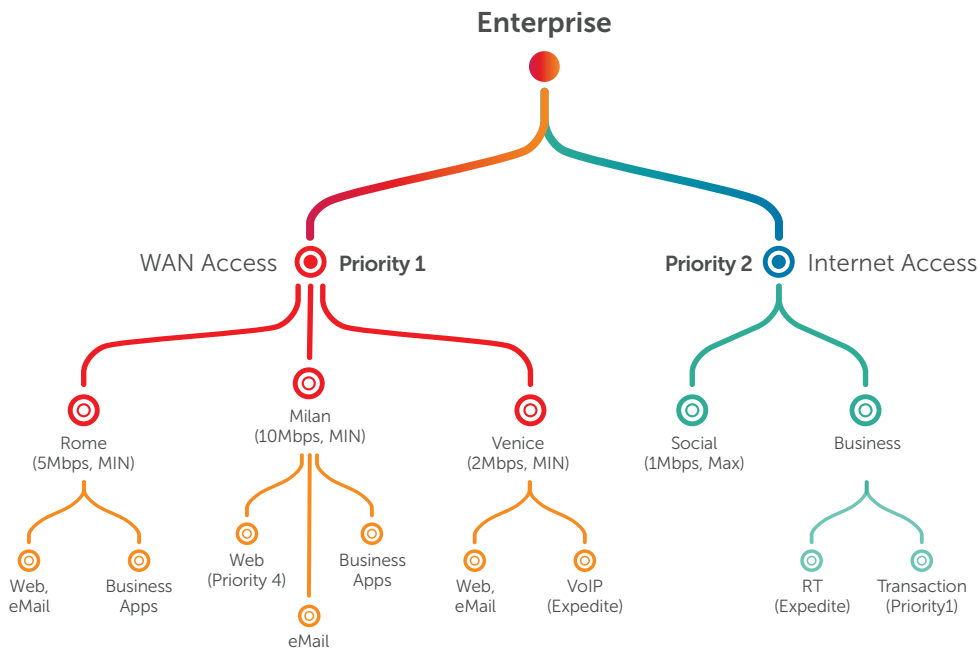 Enterprise
WAN Access
Priority 1
Priority 2
Internet Access
Rome
(5Mbps, MIN)
Milan
(10Mbps, MIN)
Venice
(2Mbps, MIN)
Social
(1Mbps, Max)
Business
Web,
eMail
Business
Apps
Web
(Priority 4)
eMail
Business
Apps
Web,
eMail
VoIP
(Expedite)
RT
(Expedite)
Transaction
(Priority1)